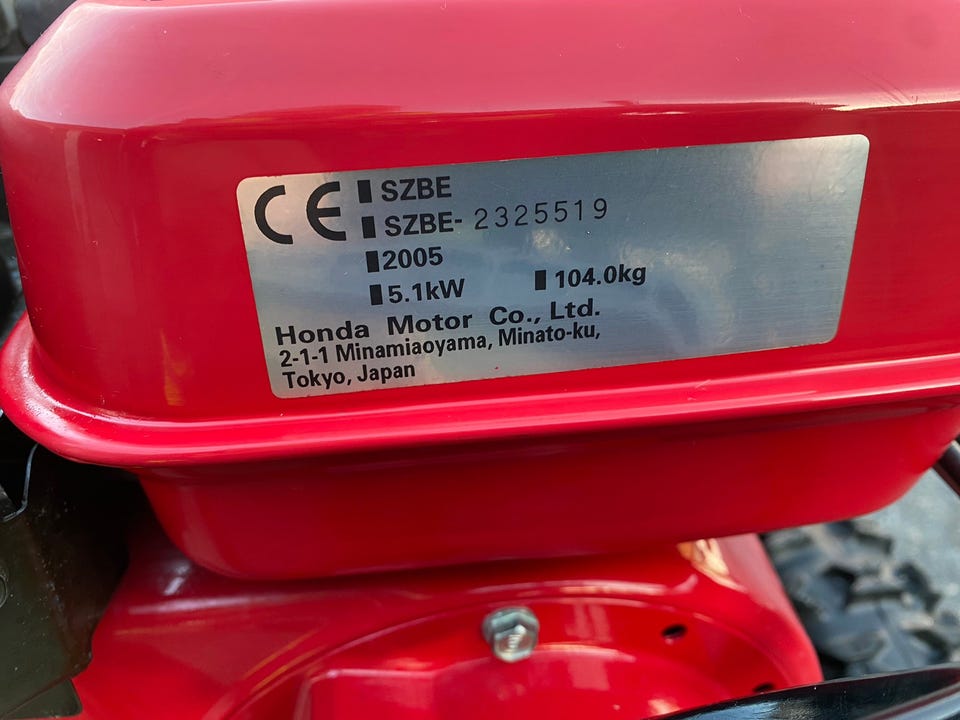 CE SZBE
SZBE- 2325519
2005
5.1kW 104.0kg
Honda Motor Co., Ltd.
2-1-1 Minamiaoyama, Minato-ku,
Tokyo, Japan